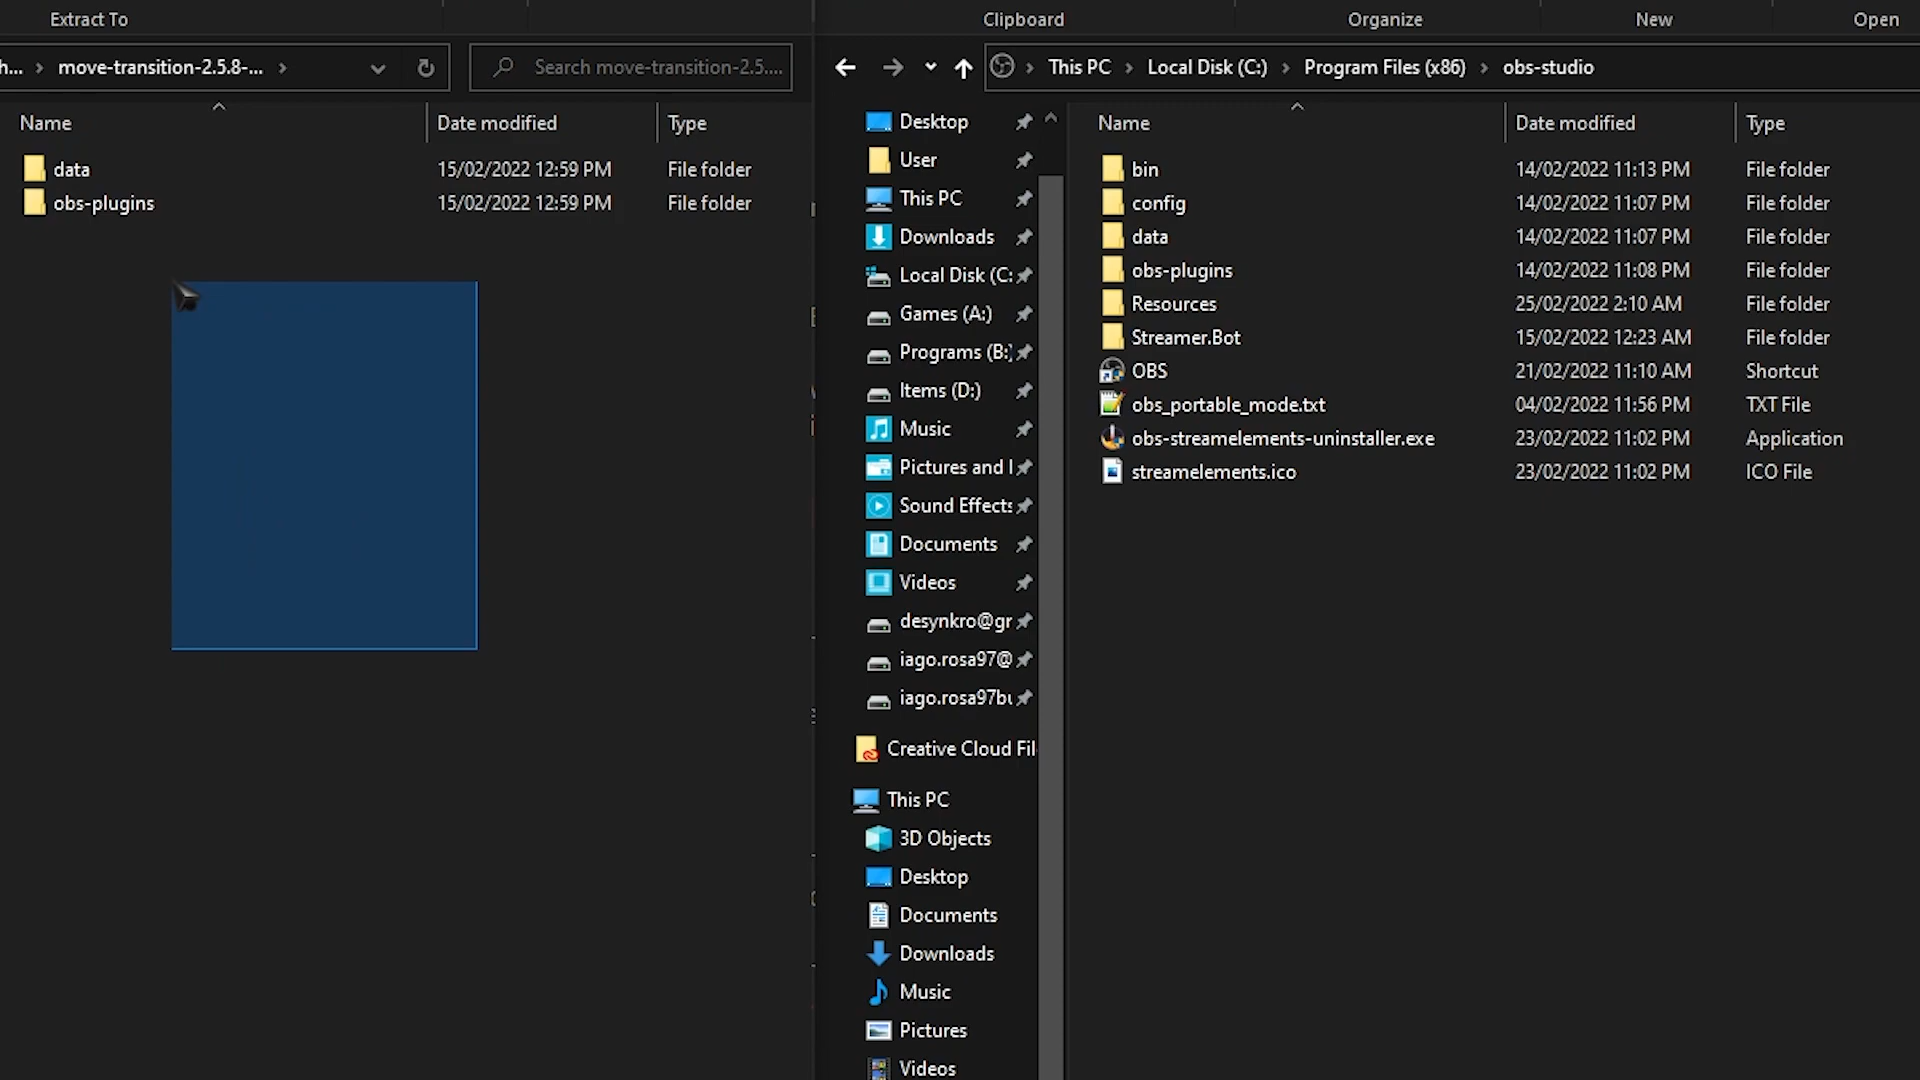 Extract To
h... › move-transition-2.5.8-... ›
Search move-transition-2.5....
Name
Date modified
Type
data
15/02/2022 12:59 PM
File folder
obs-plugins
15/02/2022 12:59 PM
File folder
Clipboard
Organize
New
Open
This PC › Local Disk (C:) › Program Files (x86) › obs-studio
Desktop
User
This PC
Downloads
Local Disk (C:
Games (A:)
Programs (B:)
Items (D:)
Music
Pictures and
Sound Effects
Documents
Videos
desynkro@gr
iago.rosa97@
iago.rosa97bu
Creative Cloud Fil
This PC
3D Objects
Desktop
Documents
Downloads
Music
Pictures
Videos
Name
Date modified
Type
bin
14/02/2022 11:13 PM
File folder
config
14/02/2022 11:07 PM
File folder
data
14/02/2022 11:07 PM
File folder
obs-plugins
14/02/2022 11:08 PM
File folder
Resources
25/02/2022 2:10 AM
File folder
Streamer.Bot
15/02/2022 12:23 AM
File folder
OBS
21/02/2022 11:10 AM
Shortcut
obs_portable_mode.txt
04/02/2022 11:56 PM
TXT File
obs-streamelements-uninstaller.exe
23/02/2022 11:02 PM
Application
streamelements.ico
23/02/2022 11:02 PM
ICO File